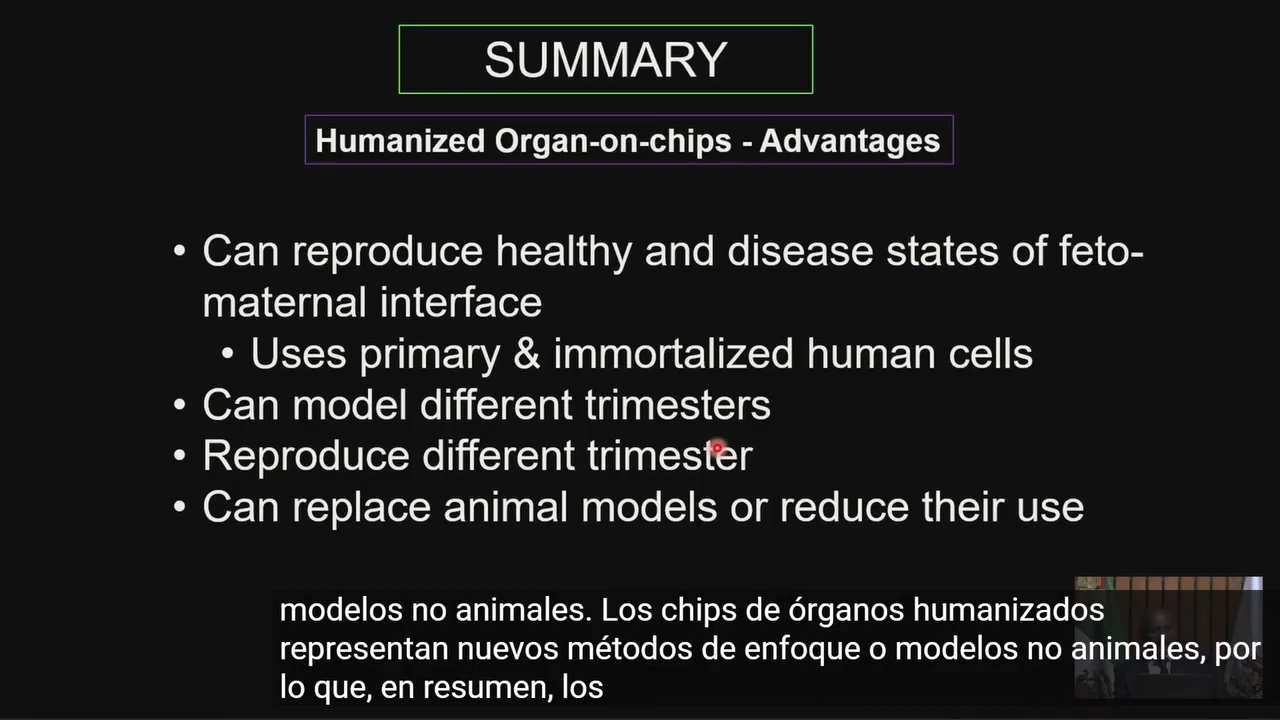 SUMMARY
Humanized Organ-on-chips - Advantages
• Can reproduce healthy and disease states of feto-
maternal interface
• Uses primary & immortalized human cells
• Can model different trimesters
• Reproduce different trimester
• Can replace animal models or reduce their use
modelos no animales. Los chips de órganos humanizados
representan nuevos métodos de enfoque o modelos no animales, por
lo que, en resumen, los